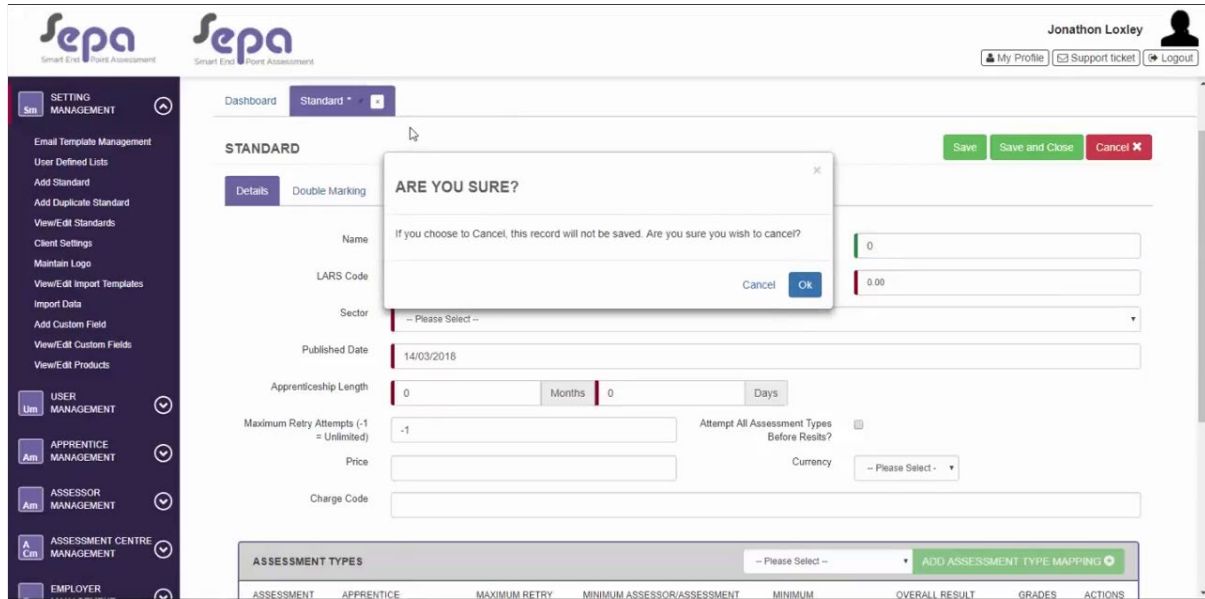 Sepa
Smart End Point Assessment
Sepa
Smart End Point Assessment
Jonathon Loxley
My Profile
Support ticket
Logout
Sm
SETTING
MANAGEMENT
Email Template Management
User Defined Lists
Add Standard
Add Duplicate Standard
View/Edit Standards
Client Settings
Maintain Logo
View/Edit Import Templates
Import Data
Add Custom Field
View/Edit Custom Fields
View/Edit Products
Um
USER
MANAGEMENT
Am
APPRENTICE
MANAGEMENT
Am
ASSESSOR
MANAGEMENT
A
Cm
ASSESSMENT CENTRE
MANAGEMENT
EMPLOYER
Dashboard
Standard *
x
STANDARD
Save
Save and Close
Cancel ✖
Details
Double Marking
ARE YOU SURE?
×
If you choose to Cancel, this record will not be saved. Are you sure you wish to cancel?
Cancel
Ok
Name
0
LARS Code
0.00
Sector
-- Please Select --
Published Date
14/03/2018
Apprenticeship Length
0
Months
0
Days
Maximum Retry Attempts (-1
= Unlimited)
-1
Attempt All Assessment Types
Before Resits?
Price
Currency
-- Please Select -
Charge Code
ASSESSMENT TYPES
-- Please Select --
ADD ASSESSMENT TYPE MAPPING
ASSESSMENT
APPRENTICE
MAXIMUM RETRY
MINIMUM ASSESSOR/ASSESSMENT
MINIMUM
OVERALL RESULT
GRADES
ACTIONS